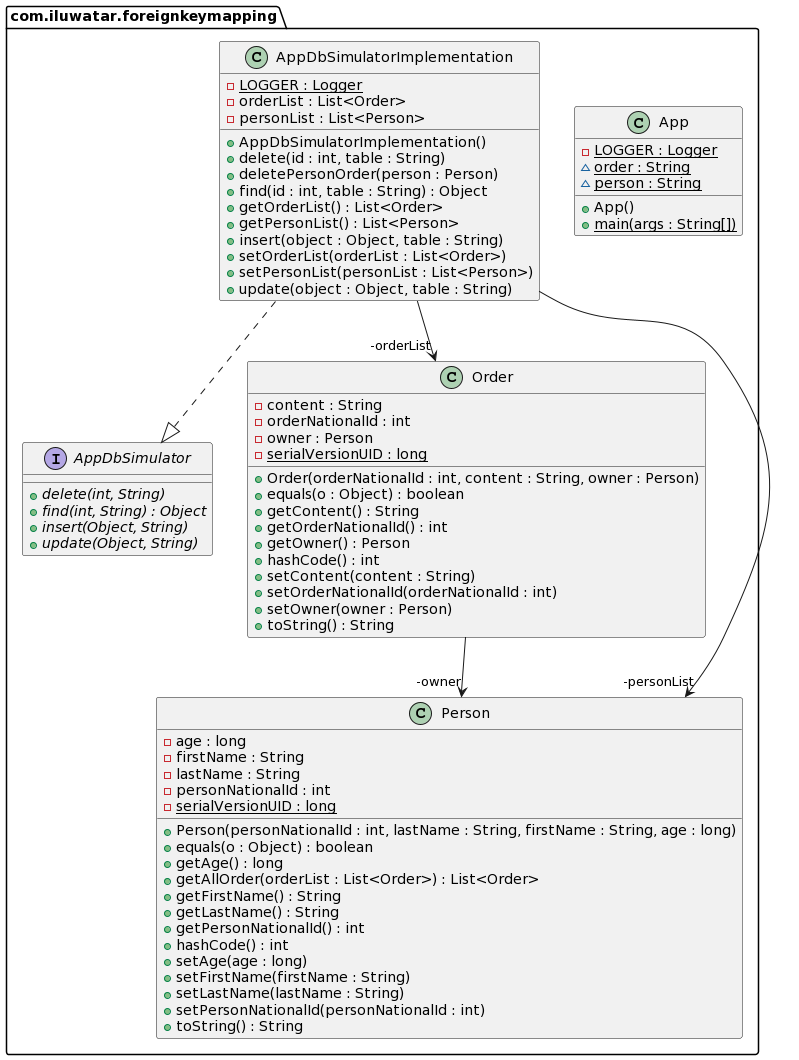 com.iluwatar.foreignkeymapping
C AppDbSimulatorImplementation
LOGGER : Logger
orderList : List<Order>
personList : List<Person>
AppDbSimulatorImplementation()
delete(id : int, table : String)
deletePersonOrder(person : Person)
find(id : int, table : String) : Object
getOrderList() : List<Order>
getPersonList() : List<Person>
insert(object : Object, table : String)
setOrderList(orderList : List<Order>)
setPersonList(personList : List<Person>)
update(object : Object, table : String)
C App
LOGGER : Logger
order : String
person : String
App()
main(args : String[])
-orderList
C Order
content : String
orderNationalId : int
owner : Person
serialVersionUID : long
Order(orderNationalId : int, content : String, owner : Person)
equals(o : Object) : boolean
getContent() : String
getOrderNationalId() : int
getOwner() : Person
hashCode() : int
setContent(content : String)
setOrderNationalId(orderNationalId : int)
setOwner(owner : Person)
toString() : String
I AppDbSimulator
delete(int, String)
find(int, String) : Object
insert(Object, String)
update(Object, String)
-owner
-personList
C Person
age : long
firstName : String
lastName : String
personNationalId : int
serialVersionUID : long
Person(personNationalId : int, lastName : String, firstName : String, age : long)
equals(o : Object) : boolean
getAge() : long
getAllOrder(orderList : List<Order>) : List<Order>
getFirstName() : String
getLastName() : String
getPersonNationalId() : int
hashCode() : int
setAge(age : long)
setFirstName(firstName : String)
setLastName(lastName : String)
setPersonNationalId(personNationalId : int)
toString() : String